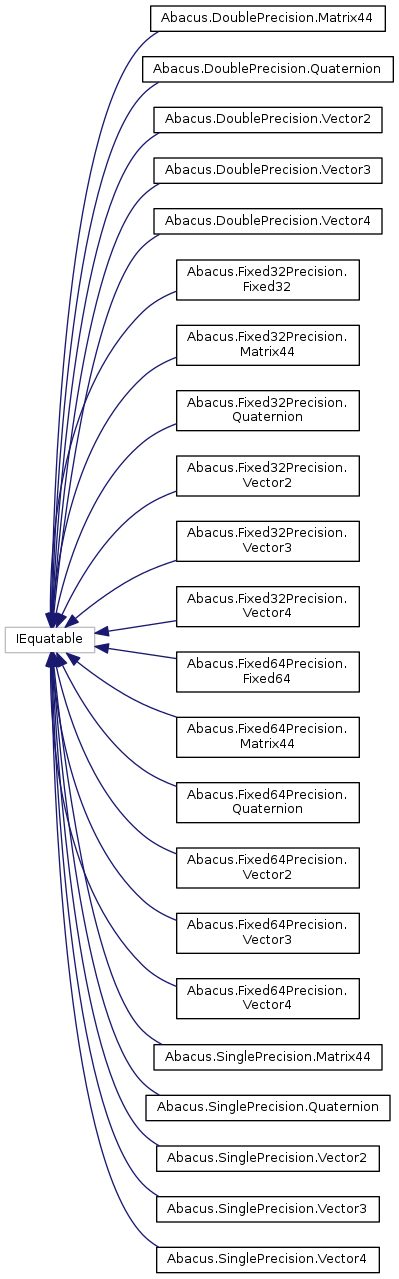 Abacus.DoublePrecision.Matrix44
Abacus.DoublePrecision.Quaternion
Abacus.DoublePrecision.Vector2
Abacus.DoublePrecision.Vector3
Abacus.DoublePrecision.Vector4
Abacus.Fixed32Precision.
Fixed32
Abacus.Fixed32Precision.
Matrix44
Abacus.Fixed32Precision.
Quaternion
Abacus.Fixed32Precision.
Vector2
Abacus.Fixed32Precision.
Vector3
Abacus.Fixed32Precision.
Vector4
IEquatable
Abacus.Fixed64Precision.
Fixed64
Abacus.Fixed64Precision.
Matrix44
Abacus.Fixed64Precision.
Quaternion
Abacus.Fixed64Precision.
Vector2
Abacus.Fixed64Precision.
Vector3
Abacus.Fixed64Precision.
Vector4
Abacus.SinglePrecision.Matrix44
Abacus.SinglePrecision.Quaternion
Abacus.SinglePrecision.Vector2
Abacus.SinglePrecision.Vector3
Abacus.SinglePrecision.Vector4